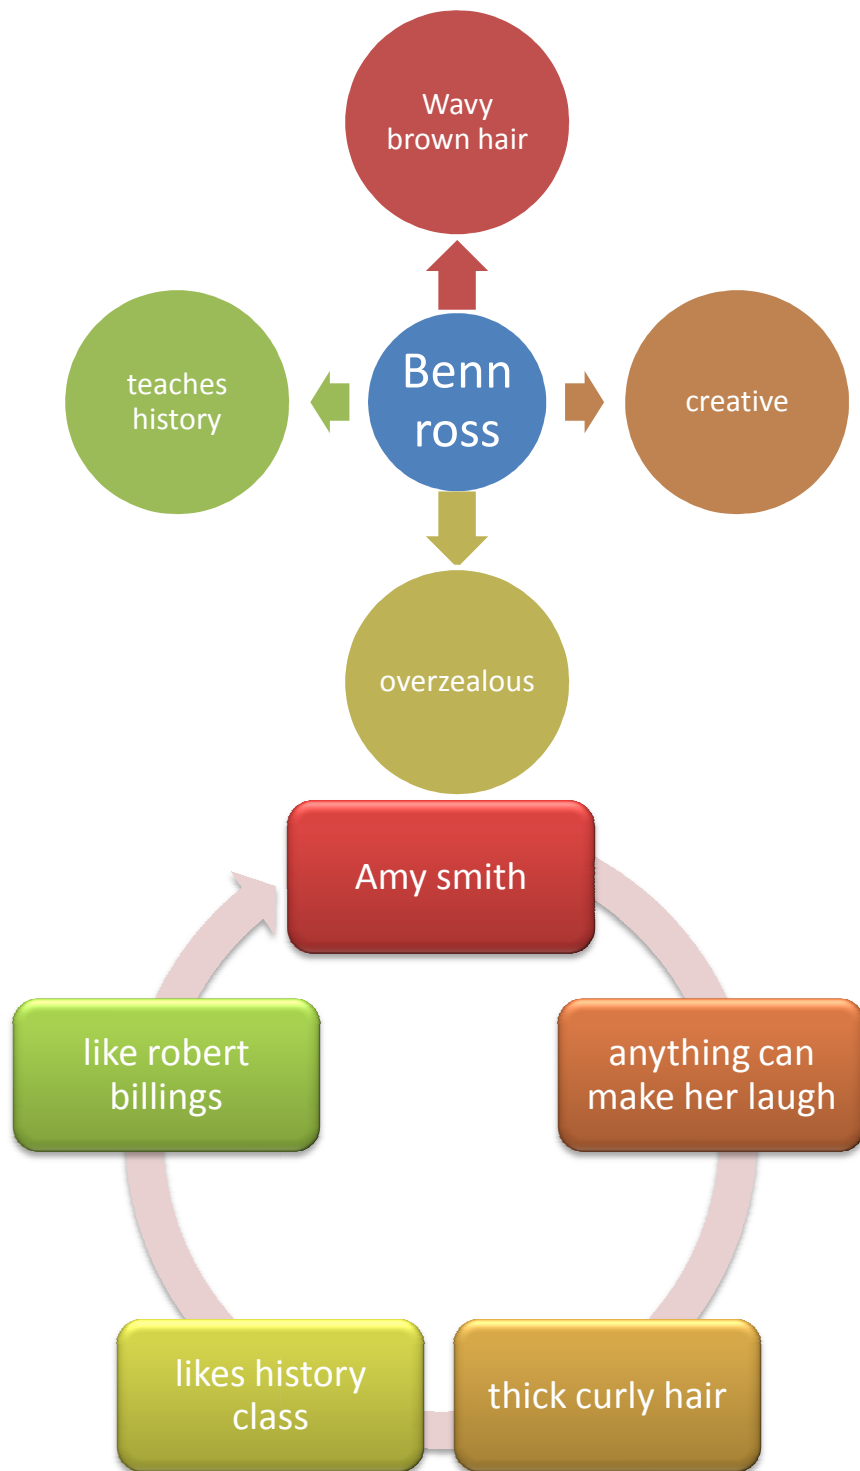 Wavy
brown hair
teaches
history
Benn
ross
creative
overzealous
Amy smith
like robert
billings
anything can
make her laugh
likes history
class
thick curly hair